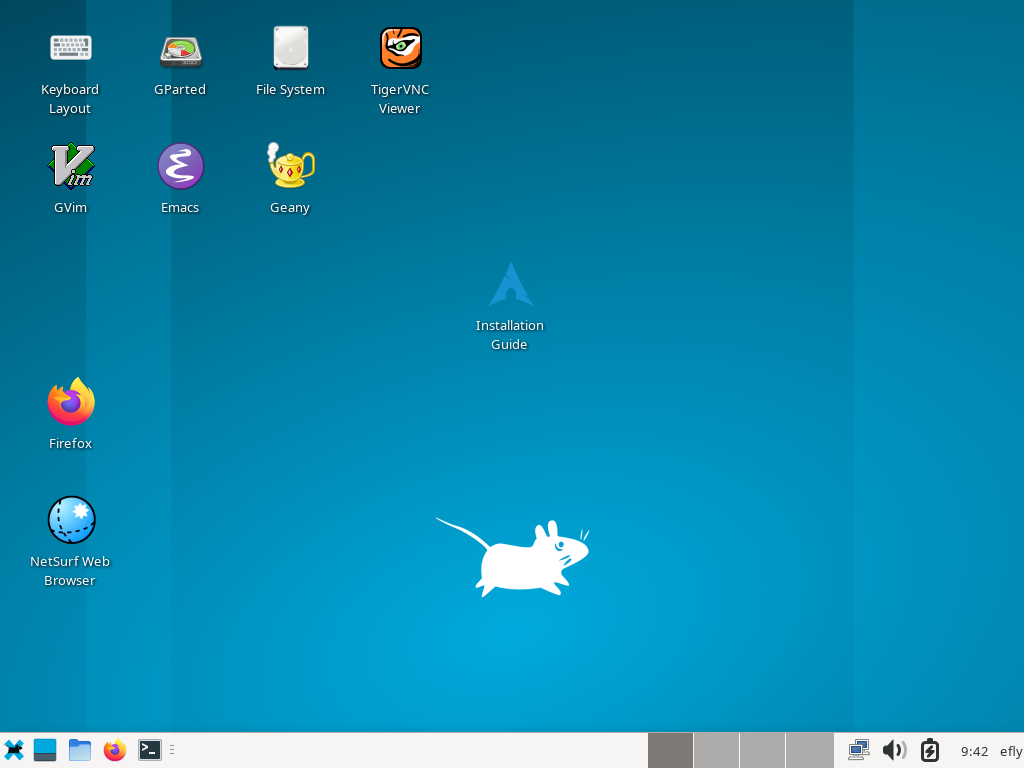 Keyboard
Layout
GParted
File System
TigerVNC
Viewer
GVim
Emacs
Geany
Installation
Guide
Firefox
NetSurf Web
Browser
9:42
efly